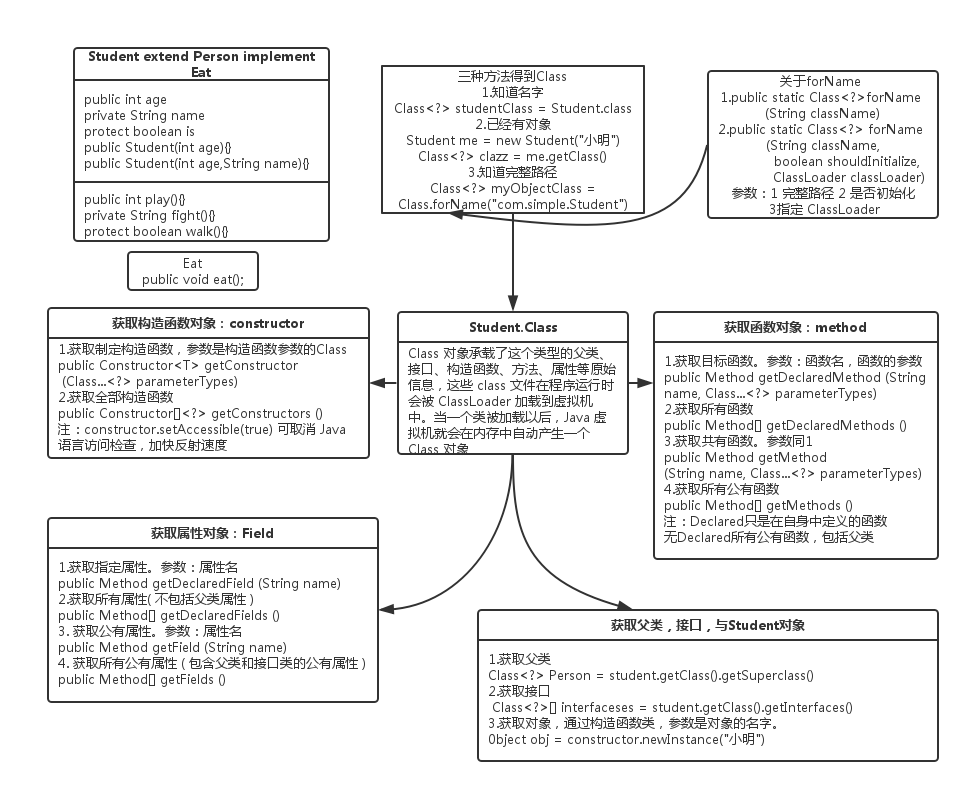 Student extend Person implement
Eat
public int age
private String name
protect boolean is
public Student(int age){}
public Student(int age,String name){}
public int play(){}
private String fight(){}
protect boolean walk(){}
Eat
public void eat();
三种方法得到Class
1.知道名字
Class<?> studentClass = Student.class
2.已经有对象
Student me = new Student("小明")
Class<?> clazz = me.getClass()
3.知道完整路径
Class<?> myObjectClass =
Class.forName("com.simple.Student")
关于forName
1.public static Class<?>forName
(String className)
2.public static Class<?> forName
(String className,
boolean shouldInitialize,
ClassLoader classLoader)
参数：1 完整路径 2 是否初始化
3指定 ClassLoader
获取构造函数对象：constructor
1.获取制定构造函数，参数是构造函数参数的Class
public Constructor<T> getConstructor
(Class...<?> parameterTypes)
2.获取全部构造函数
public Constructor[]<?> getConstructors ()
注：constructor.setAccessible(true) 可取消 Java
语言访问检查，加快反射速度
Student.Class
Class 对象承载了这个类型的父类、
接口、构造函数、方法、属性等原始
信息，这些 class 文件在程序运行时
会被 ClassLoader 加载到虚拟机
中。当一个类被加载以后，Java 虚
拟机就会在内存中自动产生一个
Class 对象
获取函数对象：method
1.获取目标函数。参数：函数名，函数的参数
public Method getDeclaredMethod (String
name, Class...<?> parameterTypes)
2.获取所有函数
public Method[] getDeclaredMethods ()
3.获取共有函数。参数同1
public Method getMethod
(String name, Class...<?> parameterTypes)
4.获取所有公有函数
public Method[] getMethods ()
注：Declared只是在自身中定义的函数
无Declared所有公有函数，包括父类
获取属性对象：Field
1.获取指定属性。参数：属性名
public Method getDeclaredField (String name)
2.获取所有属性( 不包括父类属性 )
public Method[] getDeclaredFields ()
3. 获取公有属性。参数：属性名
public Method getField (String name)
4. 获取所有公有属性 ( 包含父类和接口类的公有属性 )
public Method[] getFields ()
获取父类，接口，与Student对象
1.获取父类
Class<?> Person = student.getClass().getSuperclass()
2.获取接口
Class<?>[] interfaceses = student.getClass().getInterfaces()
3.获取对象，通过构造函数类，参数是对象的名字。
Object obj = constructor.newInstance("小明")